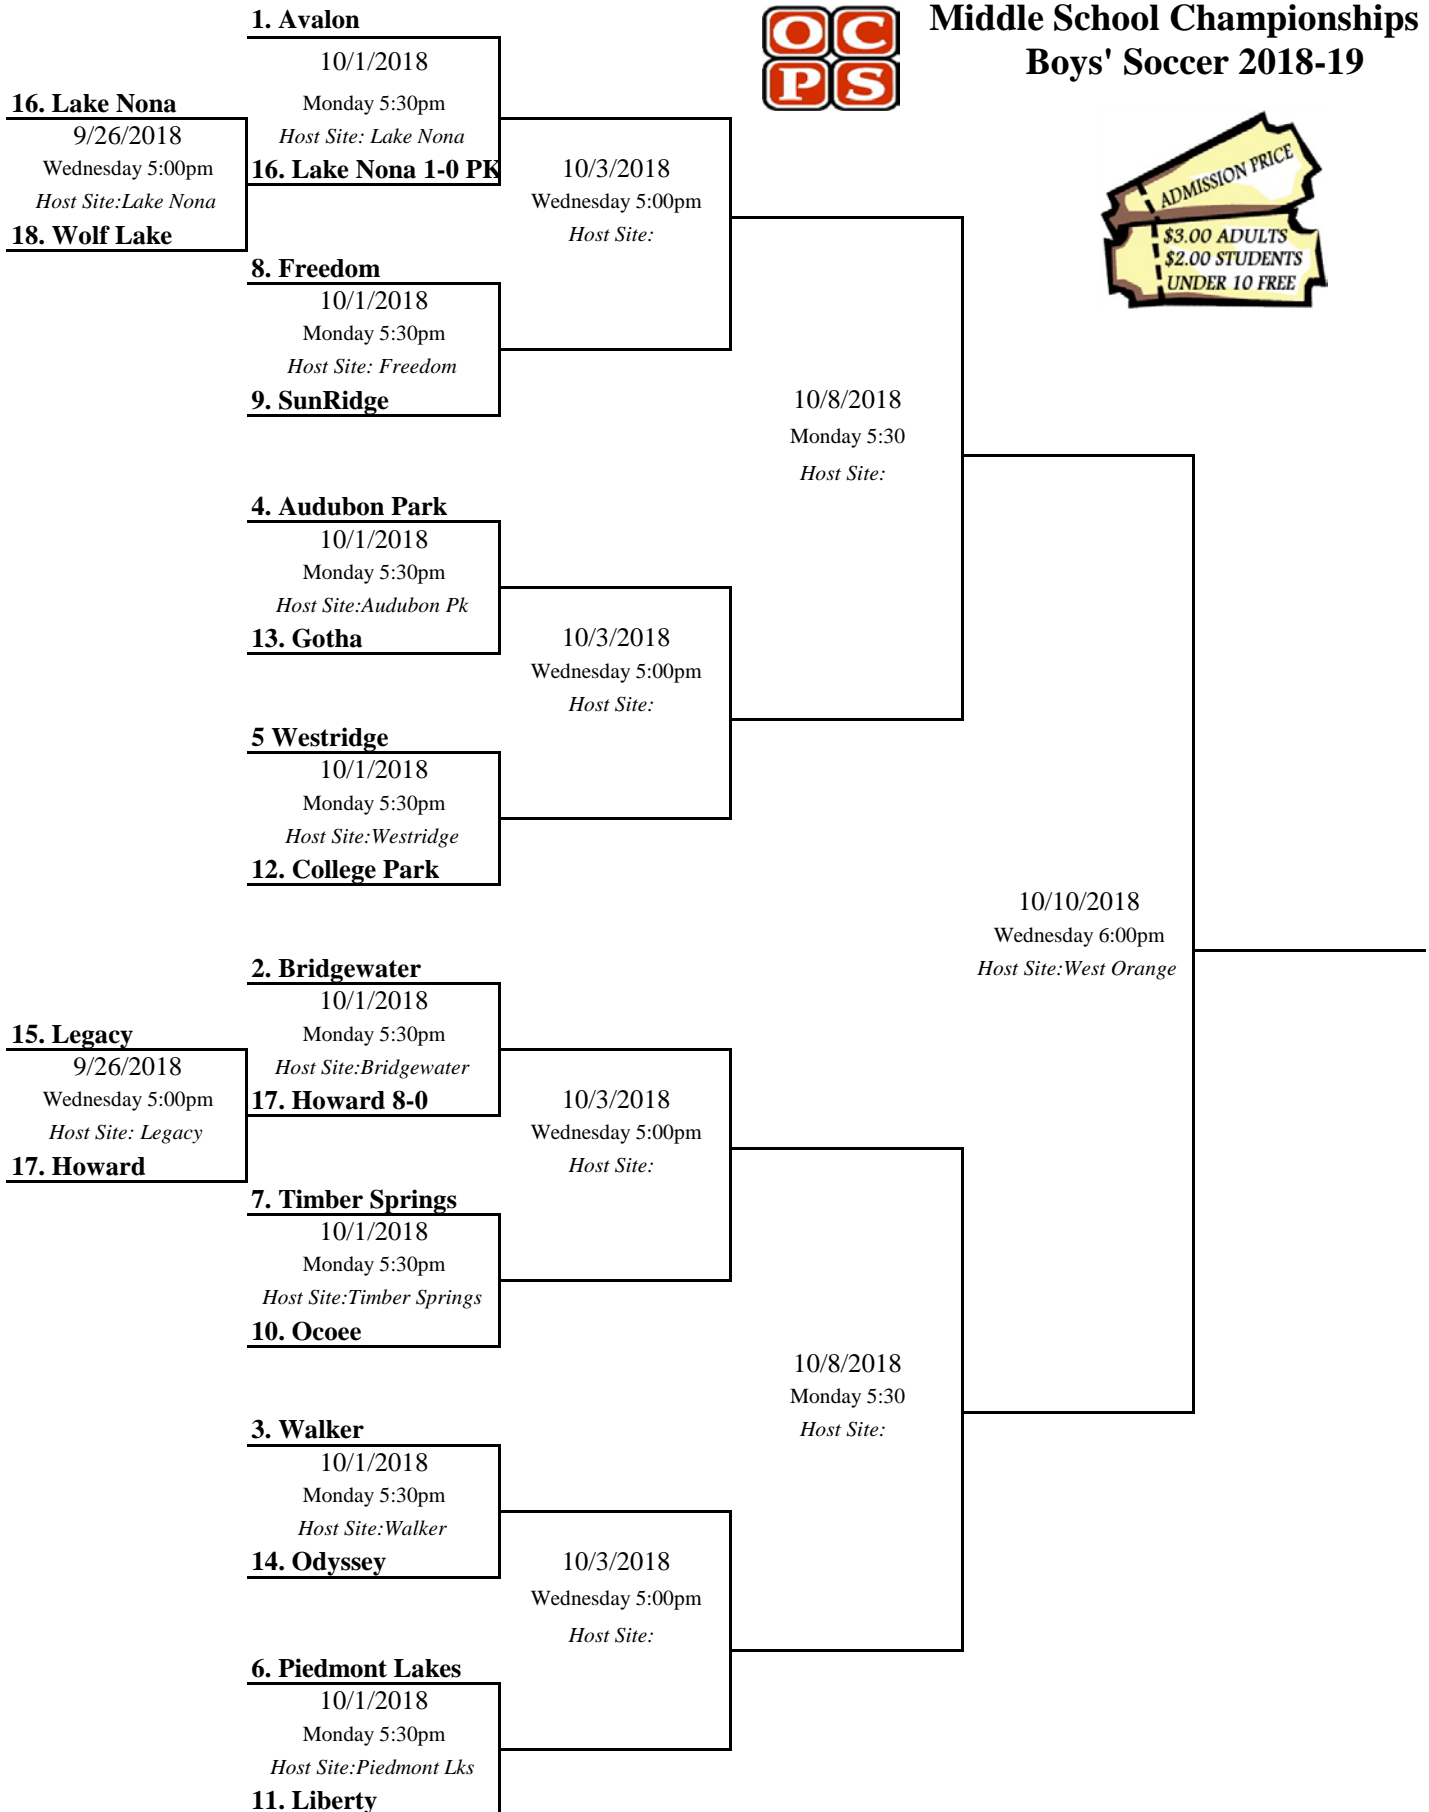 Middle School Championships
Boys' Soccer 2018-19
OC
PS
ADMISSION PRICE
$3.00 ADULTS
$2.00 STUDENTS
UNDER 10 FREE
16. Lake Nona
9/26/2018
Wednesday 5:00pm
Host Site:Lake Nona
18. Wolf Lake
15. Legacy
9/26/2018
Wednesday 5:00pm
Host Site: Legacy
17. Howard
1. Avalon
10/1/2018
Monday 5:30pm
Host Site: Lake Nona
16. Lake Nona 1-0 PK
8. Freedom
10/1/2018
Monday 5:30pm
Host Site: Freedom
9. SunRidge
4. Audubon Park
10/1/2018
Monday 5:30pm
Host Site:Audubon Pk
13. Gotha
5 Westridge
10/1/2018
Monday 5:30pm
Host Site:Westridge
12. College Park
2. Bridgewater
10/1/2018
Monday 5:30pm
Host Site:Bridgewater
17. Howard 8-0
7. Timber Springs
10/1/2018
Monday 5:30pm
Host Site:Timber Springs
10. Ocoee
3. Walker
10/1/2018
Monday 5:30pm
Host Site:Walker
14. Odyssey
6. Piedmont Lakes
10/1/2018
Monday 5:30pm
Host Site:Piedmont Lks
11. Liberty
10/3/2018
Wednesday 5:00pm
Host Site:
10/3/2018
Wednesday 5:00pm
Host Site:
10/3/2018
Wednesday 5:00pm
Host Site:
10/3/2018
Wednesday 5:00pm
Host Site:
10/8/2018
Monday 5:30
Host Site:
10/8/2018
Monday 5:30
Host Site:
10/10/2018
Wednesday 6:00pm
Host Site:West Orange